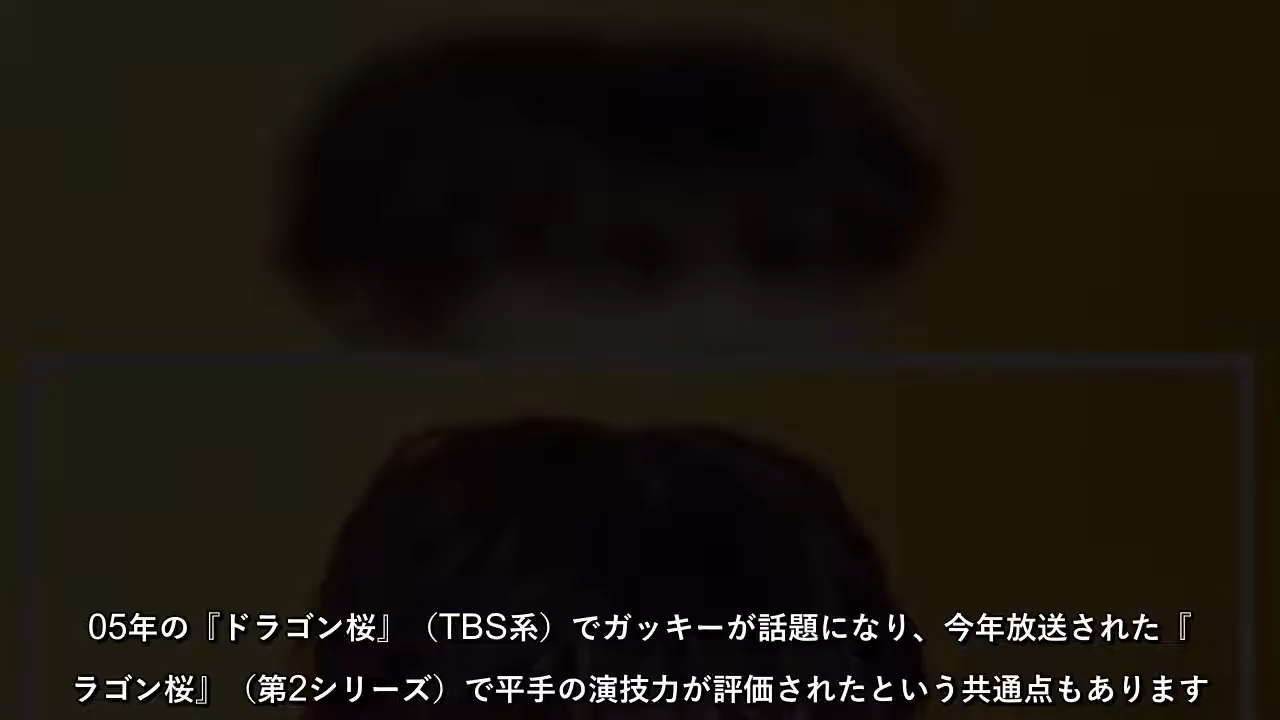 05年の『ドラゴン桜』（TBS系）でガッキーが話題になり、今年放送された『
ラゴン桜』（第2シリーズ）で平手の演技力が評価されたという共通点もあります